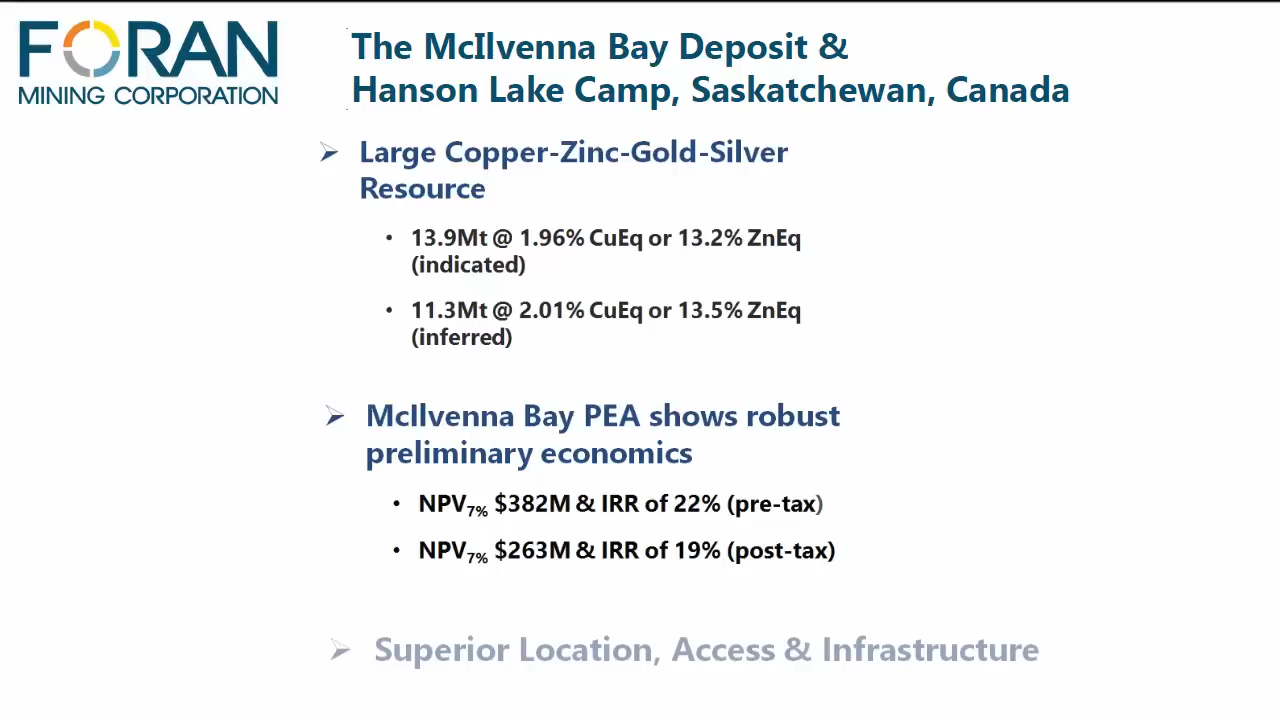 FORAN
MINING CORPORATION
The McIlvenna Bay Deposit &
Hanson Lake Camp, Saskatchewan, Canada
➢ Large Copper-Zinc-Gold-Silver
Resource
• 13.9Mt @ 1.96% CuEq or 13.2% ZnEq
(indicated)
• 11.3Mt @ 2.01% CuEq or 13.5% ZnEq
(inferred)
➢ McIlvenna Bay PEA shows robust
preliminary economics
• NPV7% $382M & IRR of 22% (pre-tax)
• NPV7% $263M & IRR of 19% (post-tax)
➢ Superior Location, Access & Infrastructure